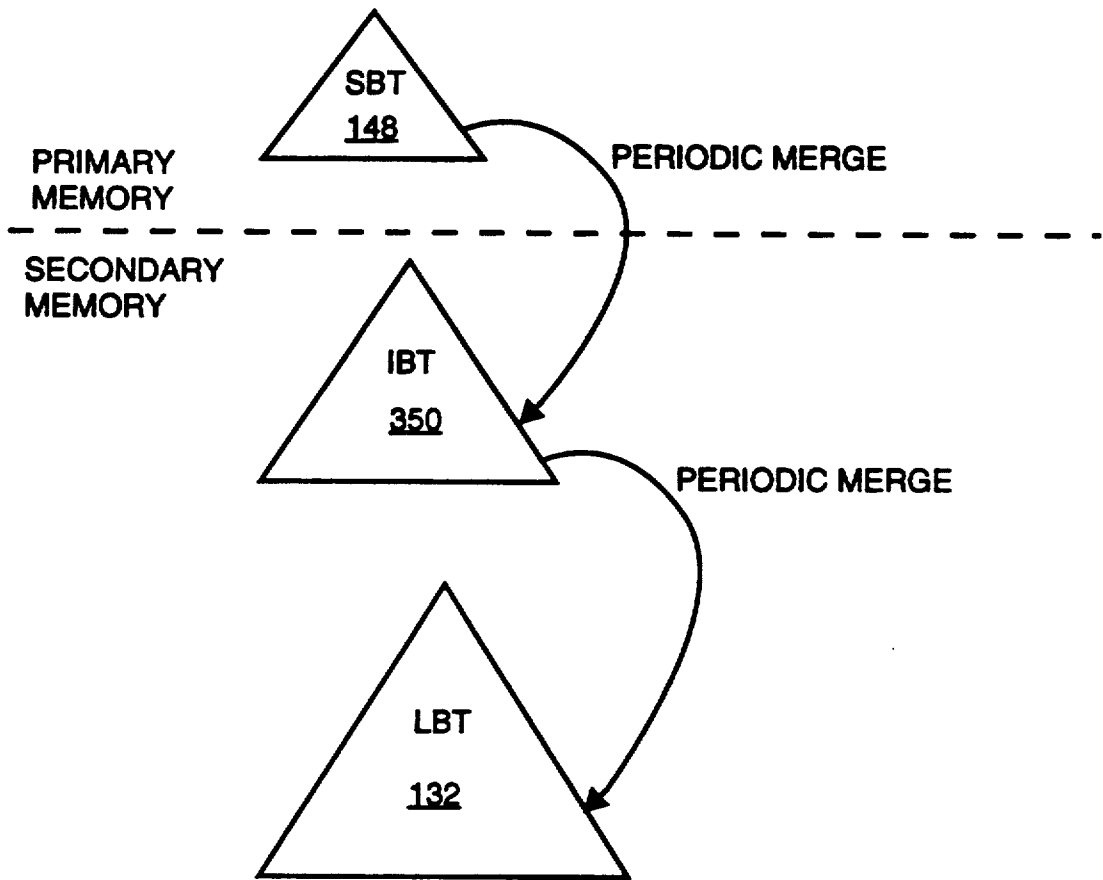 SBT
148
PRIMARY
MEMORY
PERIODIC MERGE
SECONDARY
MEMORY
IBT
350
PERIODIC MERGE
LBT
132